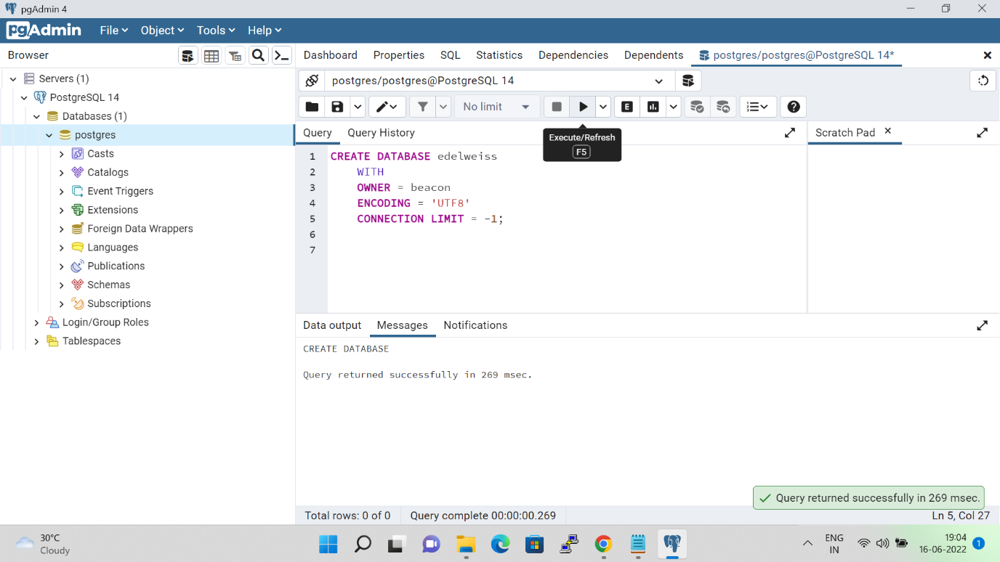 pgAdmin 4
pgAdmin File Object Tools Help
Browser
Dashboard Properties SQL Statistics Dependencies Dependents postgres/postgres@PostgreSQL 14*
Servers (1)
PostgreSQL 14
Databases (1)
postgres
Casts
Catalogs
Event Triggers
Extensions
Foreign Data Wrappers
Languages
Publications
Schemas
Subscriptions
Login/Group Roles
Tablespaces
postgres/postgres@PostgreSQL 14
No limit
E
Query Query History
Execute/Refresh
F5
Scratch Pad
1 CREATE DATABASE edelweiss
2 WITH
3 OWNER = beacon
4 ENCODING = 'UTF8'
5 CONNECTION LIMIT = -1;
6
7
Data output Messages Notifications
CREATE DATABASE
Query returned successfully in 269 msec.
Query returned successfully in 269 msec.
Total rows: 0 of 0 Query complete 00:00:00.269 Ln 5, Col 27
30°C
Cloudy
ENG
IN
19:04
16-06-2022
1